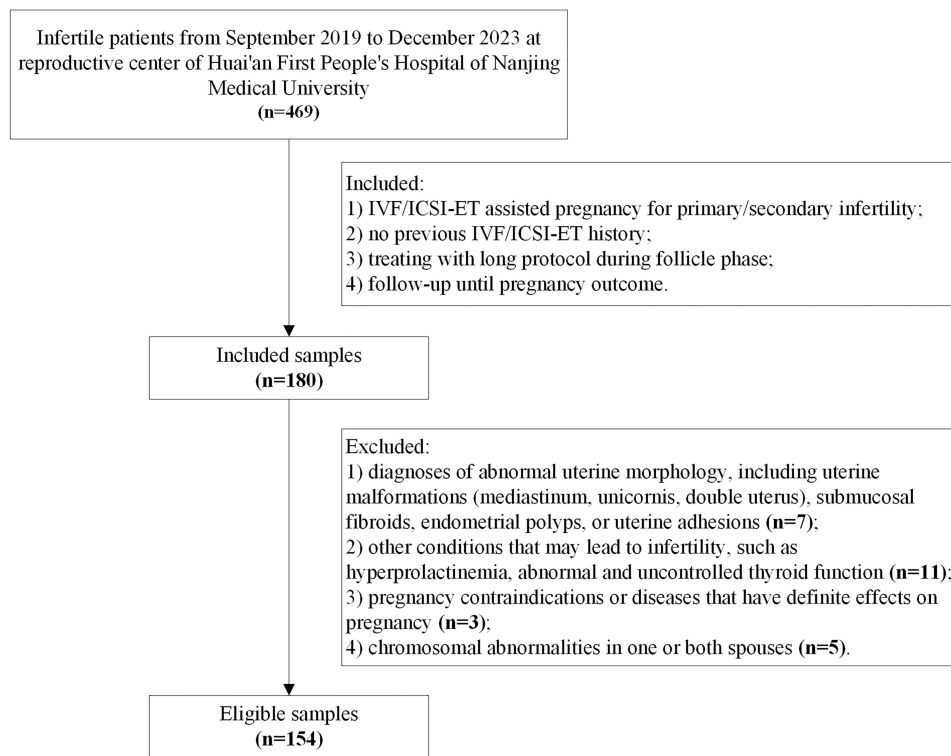 Infertile patients from September 2019 to December 2023 at
reproductive center of Huai'an First People's Hospital of Nanjing
Medical University
(n=469)
Included:
1) IVF/ICSI-ET assisted pregnancy for primary/secondary infertility;
2) no previous IVF/ICSI-ET history;
3) treating with long protocol during follicle phase;
4) follow-up until pregnancy outcome.
Included samples
(n=180)
Excluded:
1) diagnoses of abnormal uterine morphology, including uterine
malformations (mediastinum, unicornis, double uterus), submucosal
fibroids, endometrial polyps, or uterine adhesions (n=7);
2) other conditions that may lead to infertility, such as
hyperprolactinemia, abnormal and uncontrolled thyroid function (n=11);
3) pregnancy contraindications or diseases that have definite effects on
pregnancy (n=3);
4) chromosomal abnormalities in one or both spouses (n=5).
Eligible samples
(n=154)